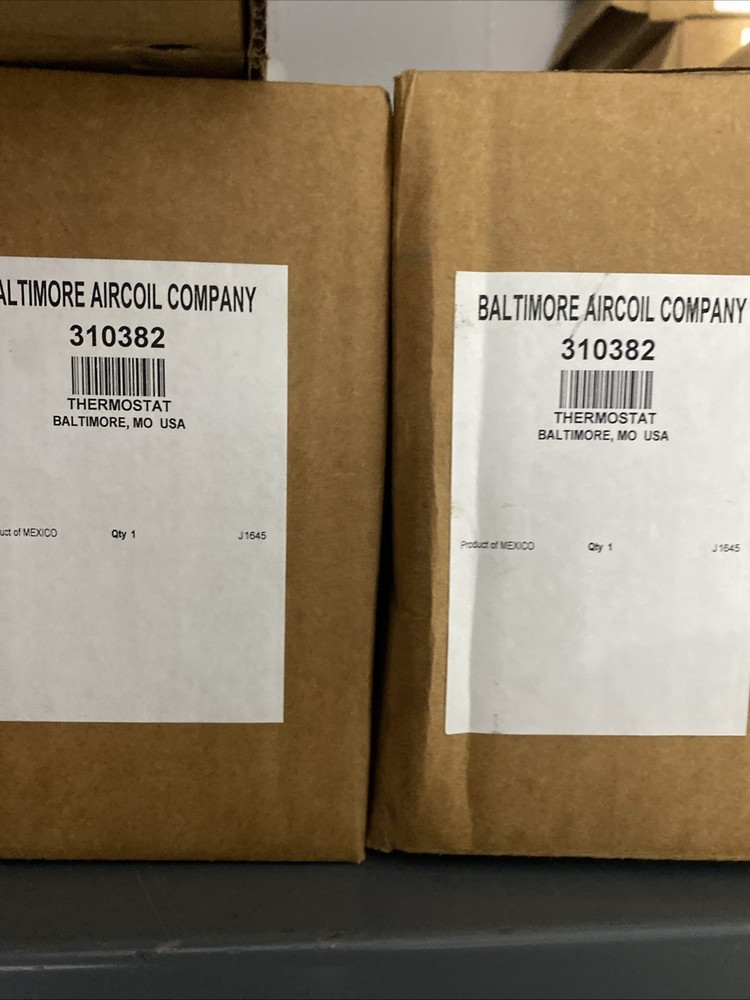 ALTIMORE AIRCOIL COMPANY
310382
THERMOSTAT
BALTIMORE, MO USA
uct of MEXICO Qty 1 J1645
BALTIMORE AIRCOIL COMPANY
310382
THERMOSTAT
BALTIMORE, MO USA
Product of MEXICO Qty 1 J1645